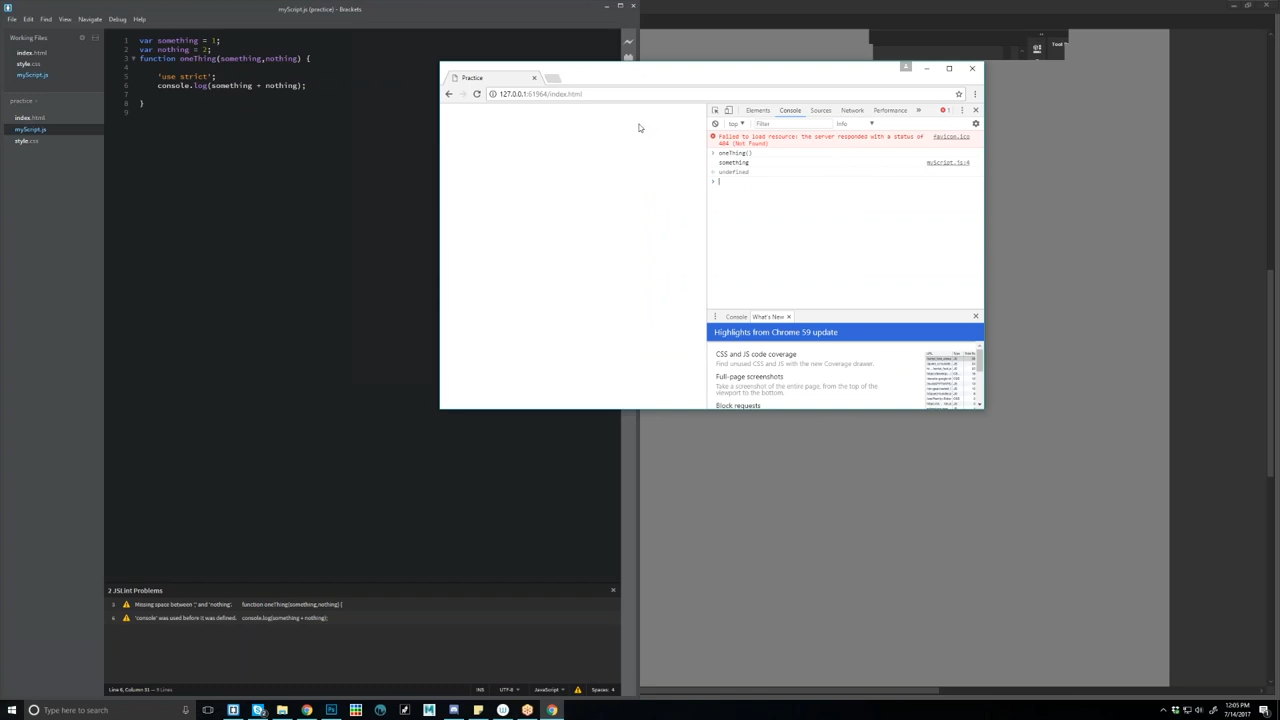 myScript.js (practice) - Brackets
File Edit Find View Navigate Debug Help
Working Files
index.html
style.css
myScript.js
practice
index.html
myScript.js
style.css
1 var something = 1;
2 var nothing = 2;
3 function oneThing(something,nothing) {
4
5 'use strict';
6 console.log(something + nothing);
7
8 }
9
Tool
Practice
127.0.0.1:61964/index.html
Elements Console Sources Network Performance » 1
top Filter Info
Failed to load resource: the server responded with a status of favicon.ico
404 (Not Found)
oneThing()
something myScript.js:4
undefined
Console What's New
Highlights from Chrome 59 update
CSS and JS code coverage
Find unused CSS and JS with the new Coverage drawer.
Full-page screenshots
Take a screenshot of the entire page, from the top of the
viewport to the bottom.
Block requests
2 JSLint Problems
3 Missing space between ',' and 'nothing'. function oneThing(something,nothing) {
6 'console' was used before it was defined. console.log(something + nothing);
Line 6, Column 31 — 9 Lines
INS UTF-8 JavaScript Spaces: 4
Type here to search
12:05 PM
7/14/2017